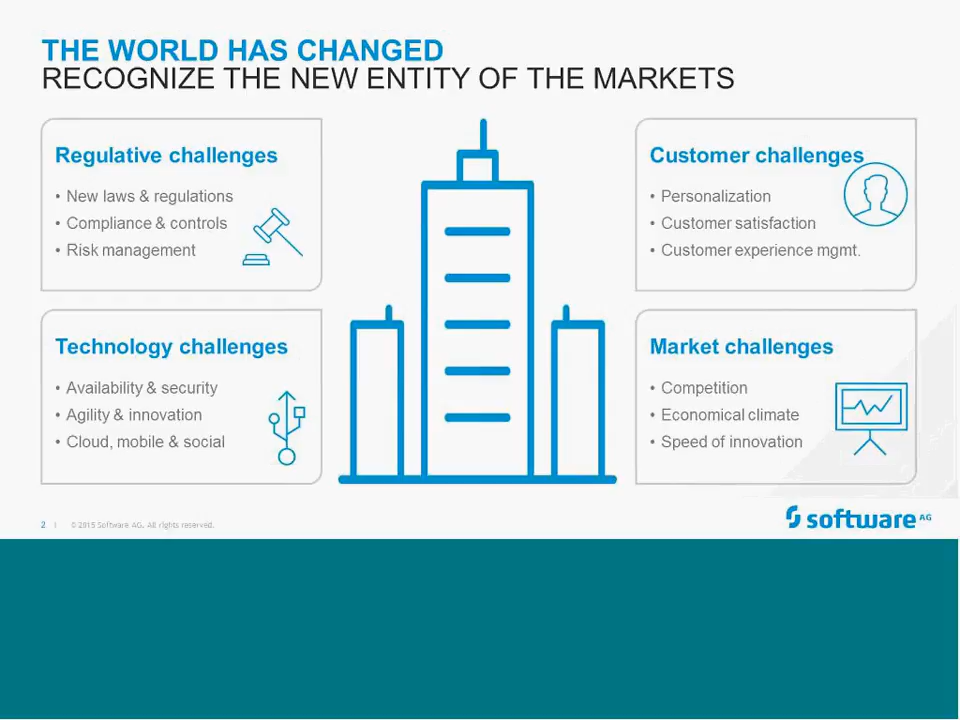 THE WORLD HAS CHANGED
RECOGNIZE THE NEW ENTITY OF THE MARKETS
Regulative challenges
• New laws & regulations
• Compliance & controls
• Risk management
Customer challenges
• Personalization
• Customer satisfaction
• Customer experience mgmt.
Technology challenges
• Availability & security
• Agility & innovation
• Cloud, mobile & social
Market challenges
• Competition
• Economical climate
• Speed of innovation
2 | © 2015 Software AG. All rights reserved.
software AG